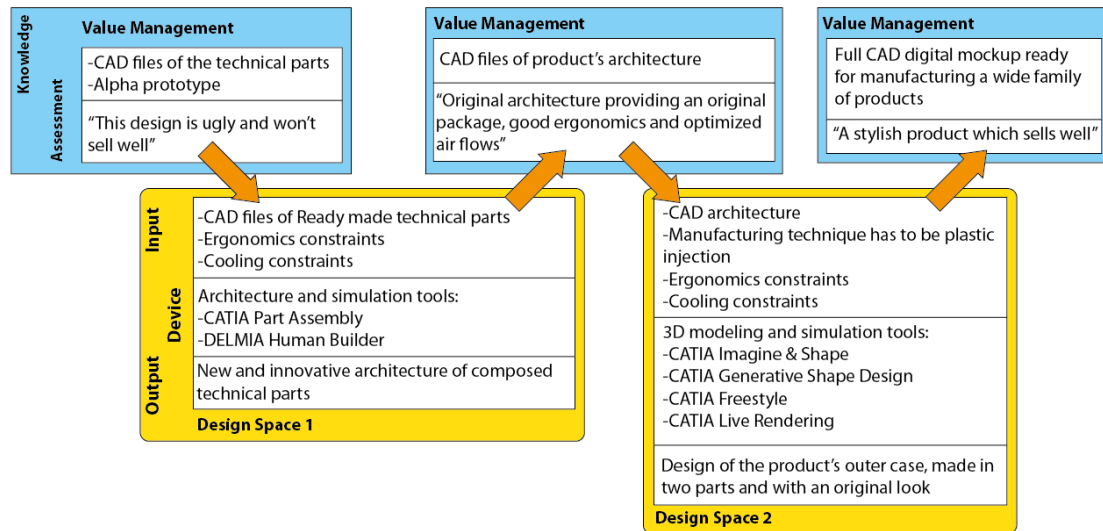 Knowledge
Assessment
Value Management
-CAD files of the technical parts
-Alpha prototype
“This design is ugly and won’t
sell well”
Value Management
CAD files of product’s architecture
“Original architecture providing an original
package, good ergonomics and optimized
air flows”
Value Management
Full CAD digital mockup ready
for manufacturing a wide family
of products
“A stylish product which sells well”
Input
Device
Output
-CAD files of Ready made technical parts
-Ergonomics constraints
-Cooling constraints
Architecture and simulation tools:
-CATIA Part Assembly
-DELMIA Human Builder
New and innovative architecture of composed
technical parts
Design Space 1
-CAD architecture
-Manufacturing technique has to be plastic
injection
-Ergonomics constraints
-Cooling constraints
3D modeling and simulation tools:
-CATIA Imagine & Shape
-CATIA Generative Shape Design
-CATIA Freestyle
-CATIA Live Rendering
Design of the product’s outer case, made in
two parts and with an original look
Design Space 2